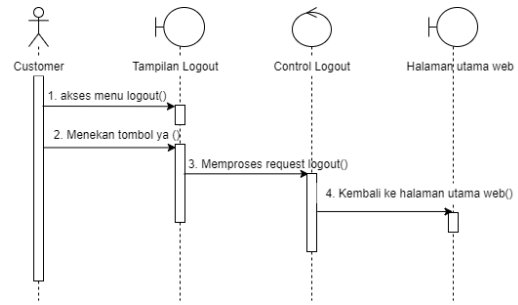 Customer
Tampilan Logout
Control Logout
Halaman utama web
1. akses menu logout()
2. Menekan tombol ya ()
3. Memproses request logout()
4. Kembali ke halaman utama web()